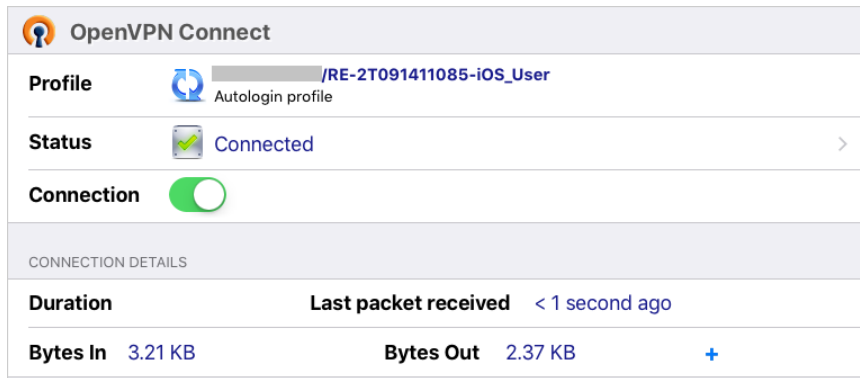 OpenVPN Connect
Profile /RE-2T091411085-iOS_User
Autologin profile
Status Connected
Connection
CONNECTION DETAILS
Duration Last packet received < 1 second ago
Bytes In 3.21 KB Bytes Out 2.37 KB +